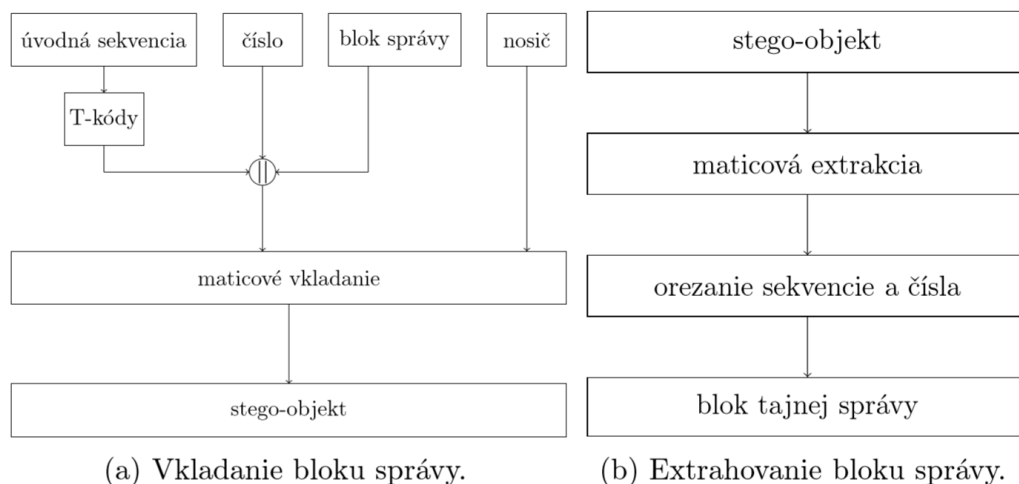 úvodná sekvencia
číslo
blok správy
nosič
T-kódy
||
maticové vkladanie
stego-objekt
(a) Vkladanie bloku správy.
stego-objekt
maticová extrakcia
orezanie sekvencie a čísla
blok tajnej správy
(b) Extrahovanie bloku správy.